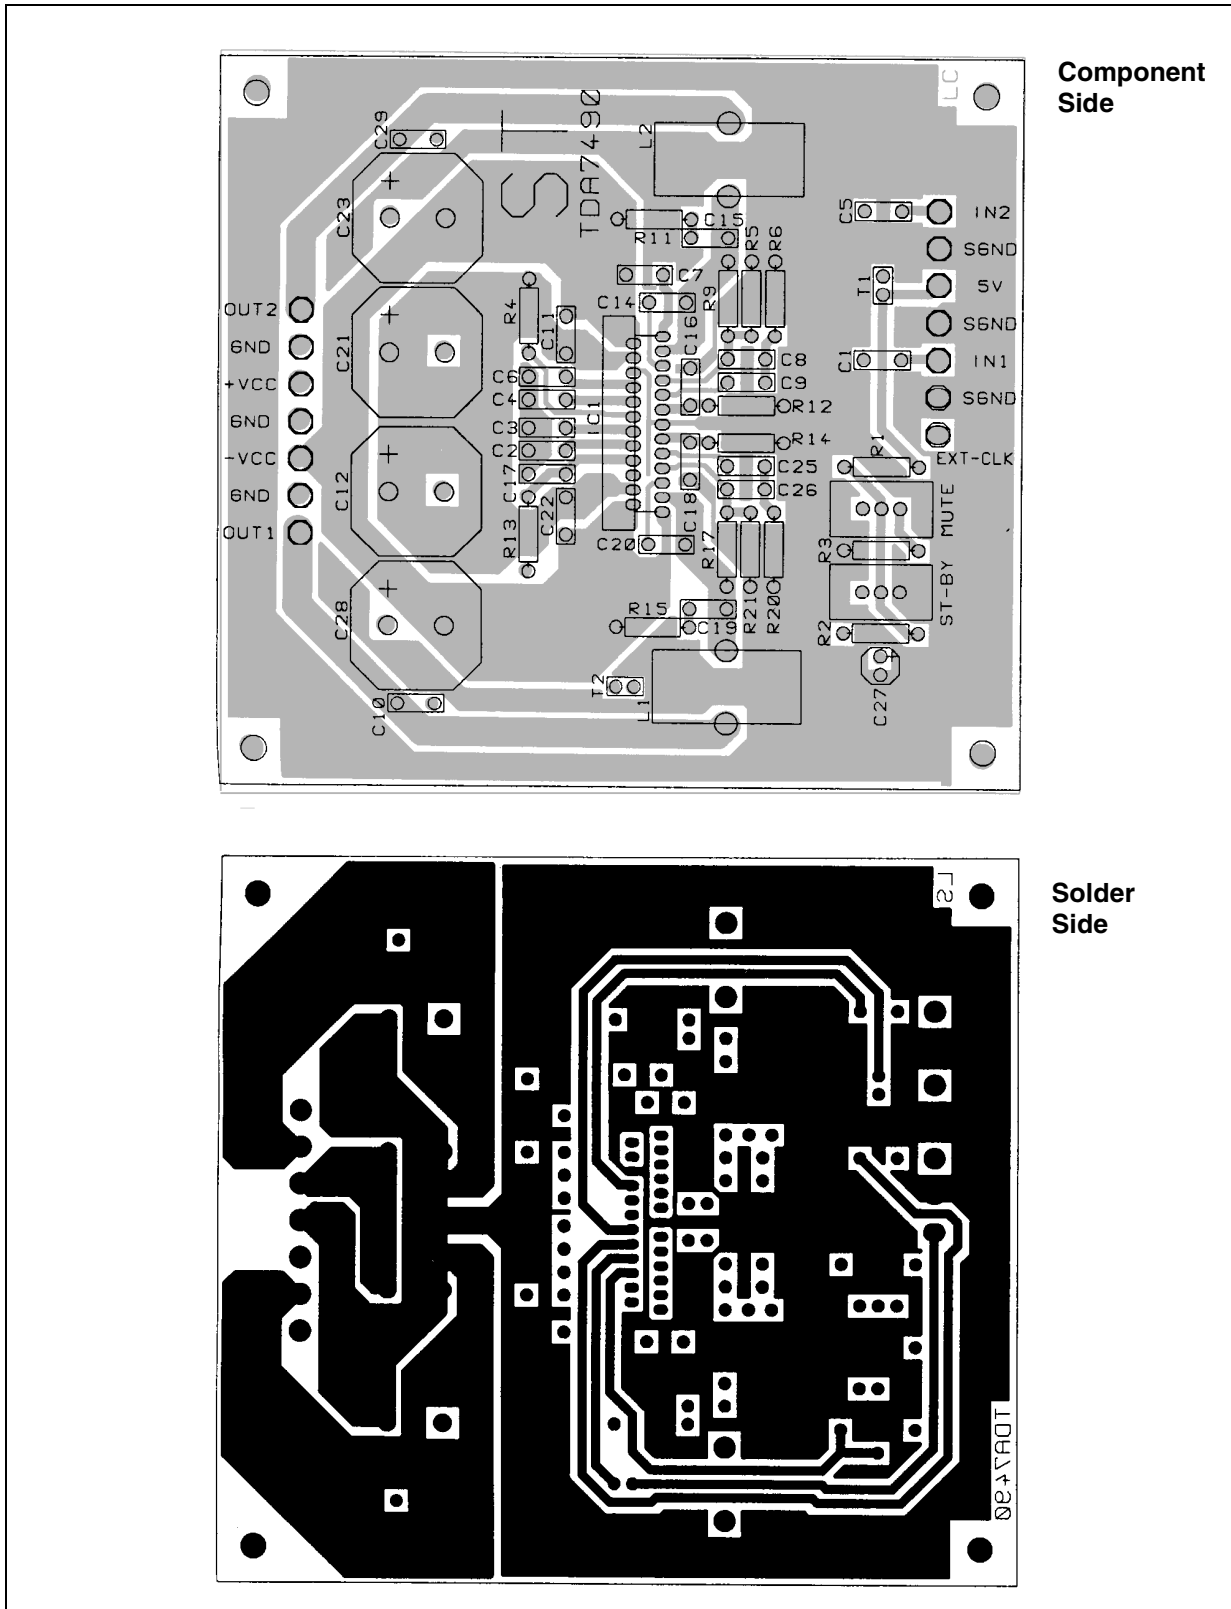 Component
Side
LC
C29
ST
TDA7490
L2
C23
C5
IN2
R11
C15
R5
R6
SGND
C7
T1
5V
OUT2
R4
C14
R9
C11
C16
SGND
GND
C21
C8
C1
IN1
+VCC
C6
C9
C4
IC1
R12
SGND
GND
C3
R14
R1
EXT-CLK
-VCC
C2
C25
C12
C17
C26
GND
C22
C18
MUTE
OUT1
R13
C20
R17
R3
C28
R15
R21
R20
ST-BY
C19
R2
T2
L1
C27
C10
Solder
Side
LS
TDA7490